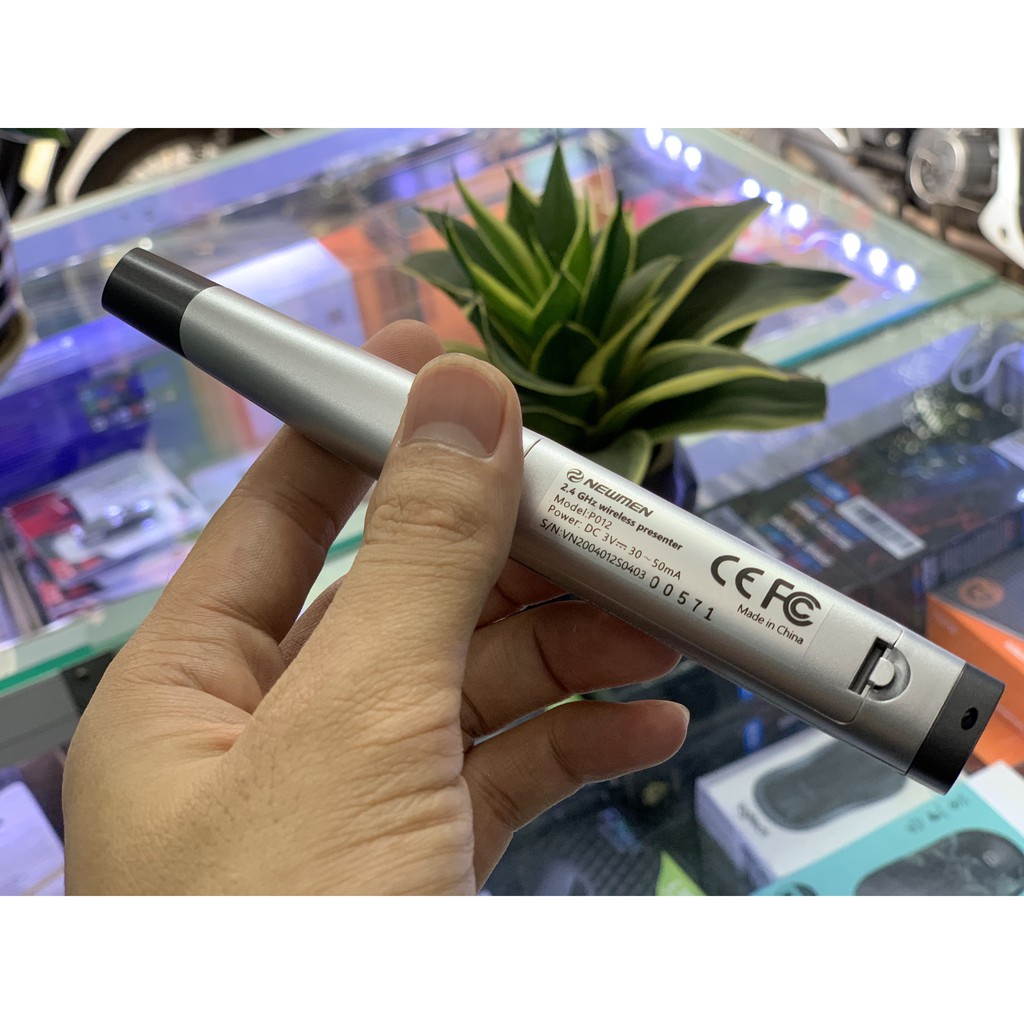 NEWMEN
2.4 GHz wireless presenter
Model:P012
Power: DC 3V⎓ 30～50mA
S/N:VN200401250403 00571
CE FC
Made in China